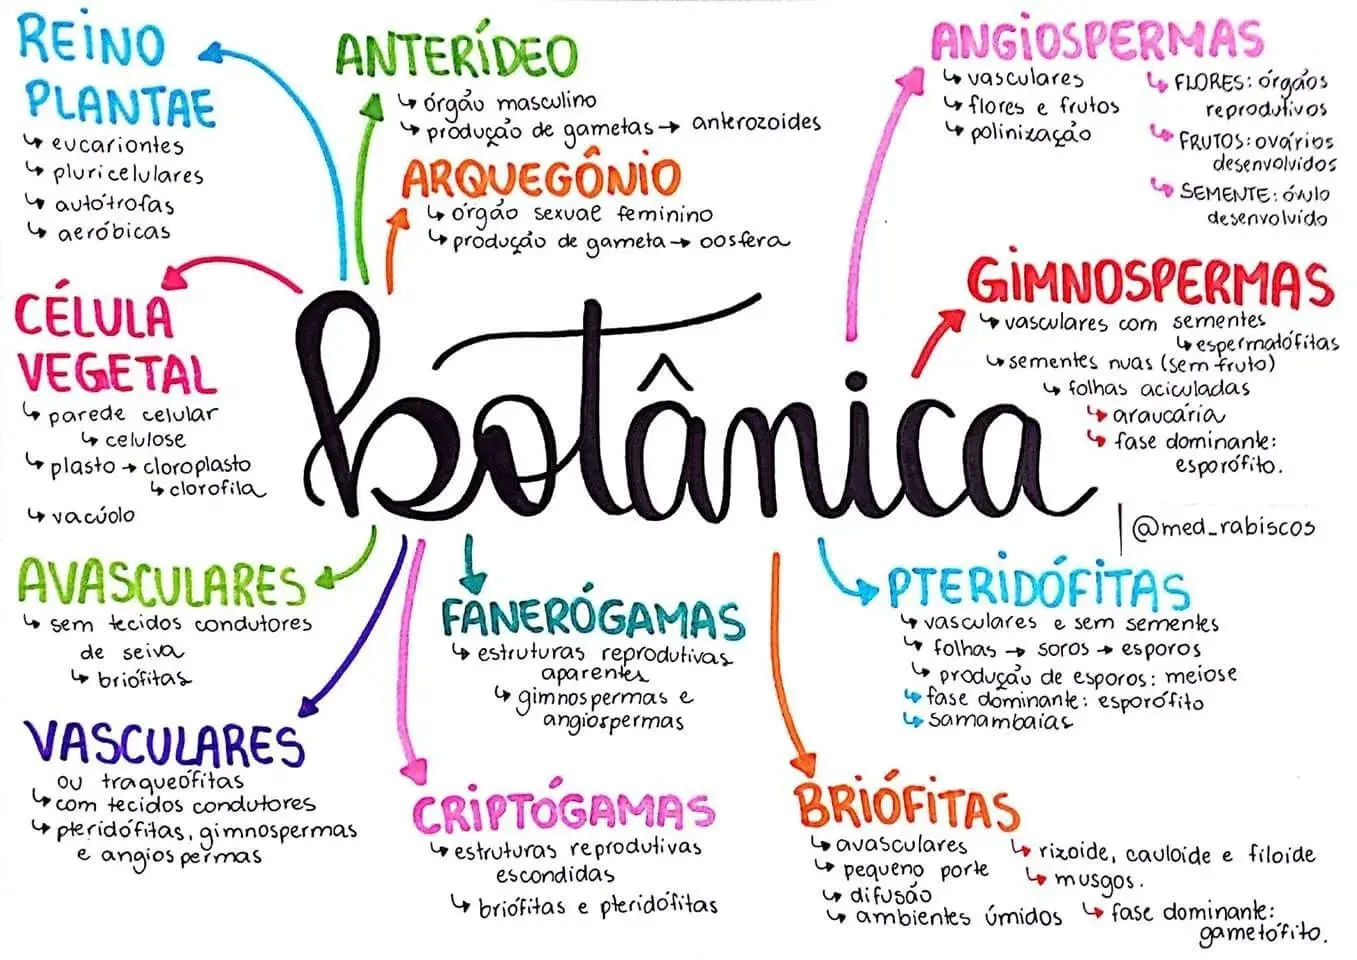 REINO
PLANTAE
↳ eucariontes
↳ pluricelulares
↳ autótrofas
↳ aeróbicas
ANTERÍDEO
↳ órgão masculino
↳ produção de gametas → anterozoides
ARQUEGÔNIO
↳ órgão sexual feminino
↳ produção de gameta → oosfera
ANGIOSPERMAS
↳ vasculares
↳ flores e frutos
↳ polinização
↳ FLORES: órgãos
reprodutivos
↳ FRUTOS: ovários
desenvolvidos
↳ SEMENTE: óvulo
desenvolvido
GIMNOSPERMAS
↳ vasculares com sementes
↳ espermatófitas
↳ sementes nuas (sem fruto)
↳ folhas aciculadas
↳ araucária
↳ fase dominante:
esporófito.
CÉLULA
VEGETAL
↳ parede celular
↳ celulose
↳ plasto → cloroplasto
↳ clorofila
↳ vacúolo
botânica
@med_rabiscos
AVASCULARES
↳ sem tecidos condutores
de seiva
↳ briófitas
VASCULARES
ou traqueófitas
↳ com tecidos condutores
↳ pteridófitas, gimnospermas
e angiospermas
FANERÓGAMAS
↳ estruturas reprodutivas
aparentes
↳ gimnospermas e
angiospermas
CRIPTÓGAMAS
↳ estruturas reprodutivas
escondidas
↳ briófitas e pteridófitas
PTERIDÓFITAS
↳ vasculares e sem sementes
↳ folhas → soros → esporos
↳ produção de esporos: meiose
↳ fase dominante: esporófito
↳ samambaias
BRIÓFITAS
↳ avasculares
↳ pequeno porte
↳ difusão
↳ ambientes úmidos
↳ rizoide, cauloide e filoide
↳ musgos.
↳ fase dominante:
gametófito.